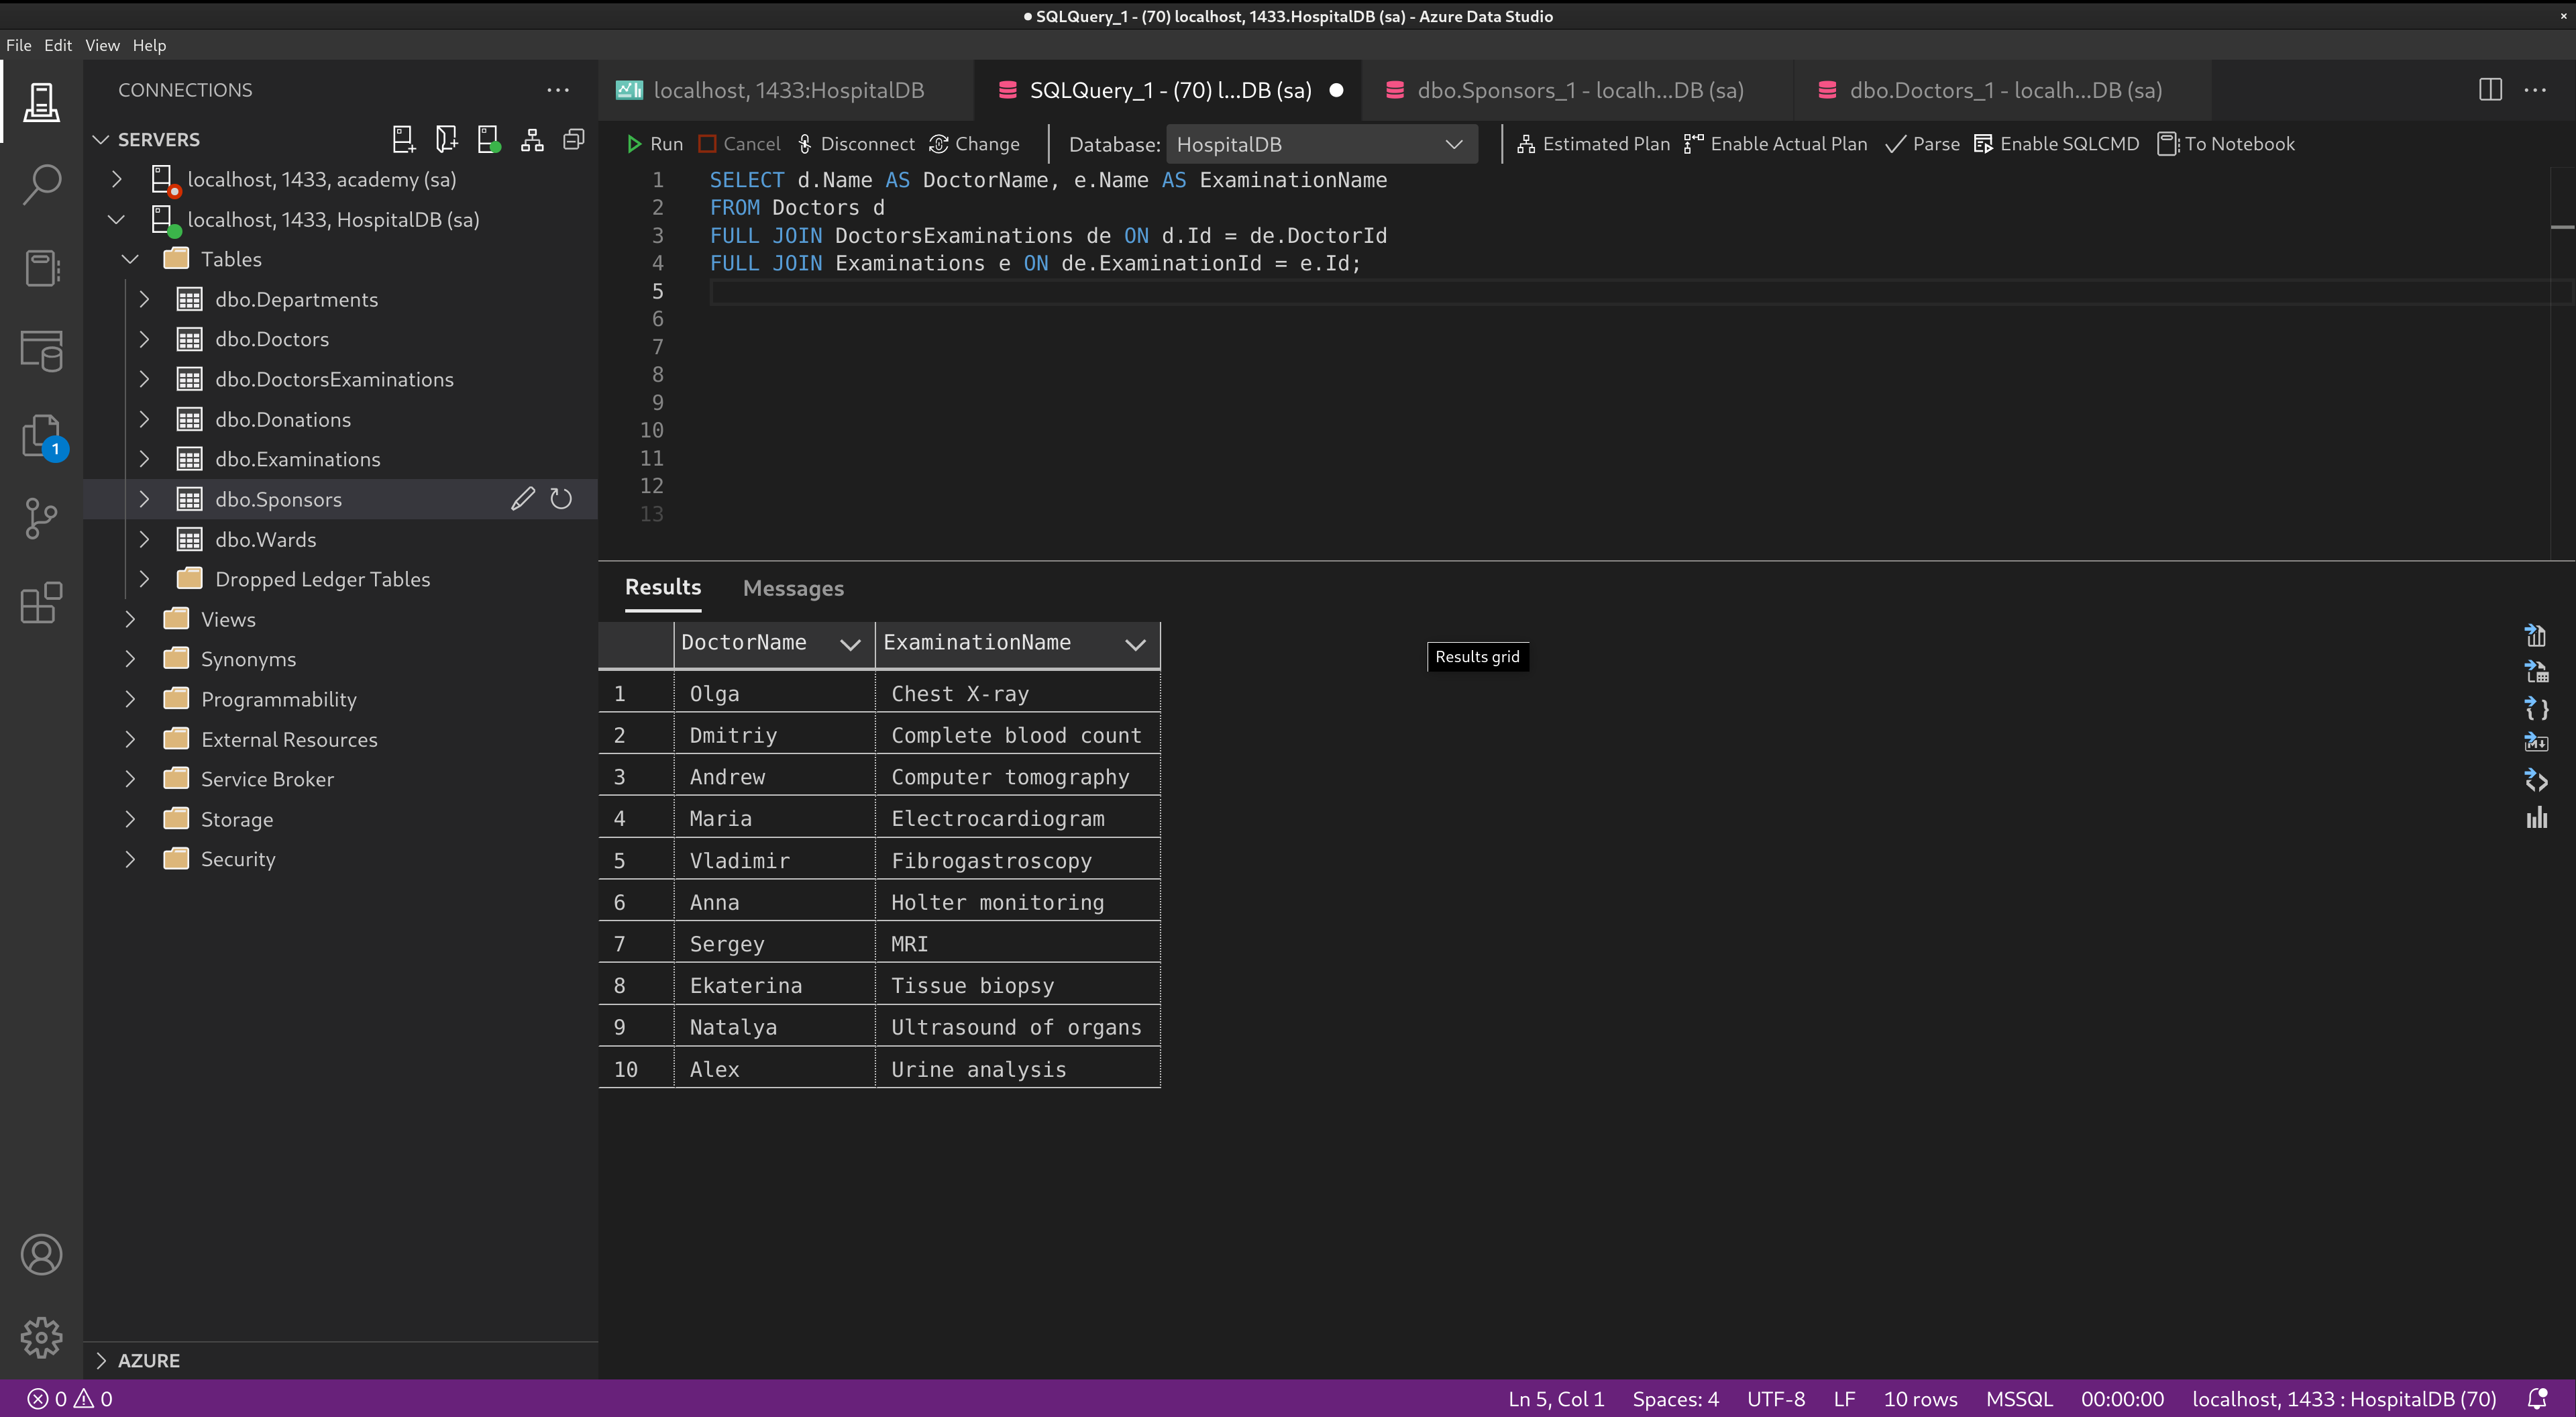 SQLQuery_1 - (70) localhost, 1433.HospitalDB (sa) - Azure Data Studio
File Edit View Help
CONNECTIONS
SERVERS
localhost, 1433, academy (sa)
localhost, 1433, HospitalDB (sa)
Tables
dbo.Departments
dbo.Doctors
dbo.DoctorsExaminations
dbo.Donations
dbo.Examinations
dbo.Sponsors
dbo.Wards
Dropped Ledger Tables
Views
Synonyms
Programmability
External Resources
Service Broker
Storage
Security
AZURE
1
localhost, 1433:HospitalDB
SQLQuery_1 - (70) l...DB (sa)
dbo.Sponsors_1 - localh...DB (sa)
dbo.Doctors_1 - localh...DB (sa)
Run Cancel Disconnect Change Database: HospitalDB Estimated Plan Enable Actual Plan Parse Enable SQLCMD To Notebook
1 SELECT d.Name AS DoctorName, e.Name AS ExaminationName
2 FROM Doctors d
3 FULL JOIN DoctorsExaminations de ON d.Id = de.DoctorId
4 FULL JOIN Examinations e ON de.ExaminationId = e.Id;
5
6
7
8
9
10
11
12
13
Results Messages
DoctorName ExaminationName
Results grid
1 Olga Chest X-ray
2 Dmitriy Complete blood count
3 Andrew Computer tomography
4 Maria Electrocardiogram
5 Vladimir Fibrogastroscopy
6 Anna Holter monitoring
7 Sergey MRI
8 Ekaterina Tissue biopsy
9 Natalya Ultrasound of organs
10 Alex Urine analysis
0 0 Ln 5, Col 1 Spaces: 4 UTF-8 LF 10 rows MSSQL 00:00:00 localhost, 1433 : HospitalDB (70)